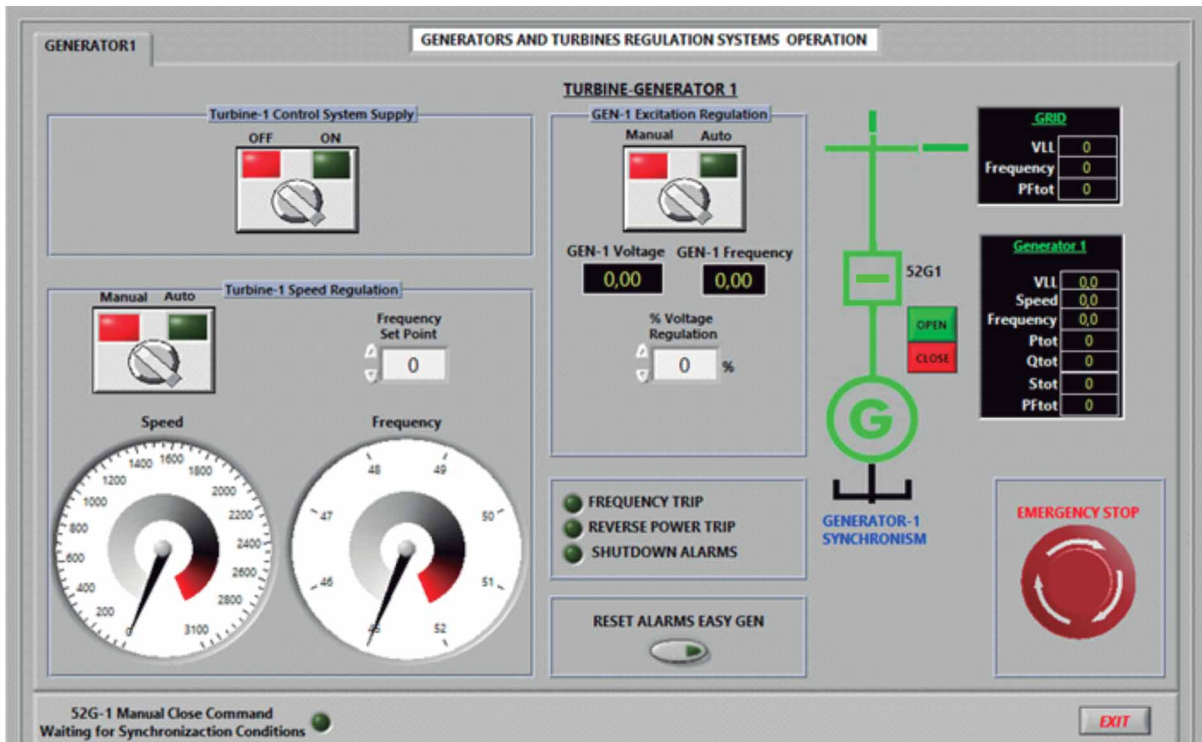 GENERATOR1
GENERATORS AND TURBINES REGULATION SYSTEMS OPERATION
TURBINE-GENERATOR 1
Turbine-1 Control System Supply
OFF ON
GEN-1 Excitation Regulation
Manual Auto
GEN-1 Voltage GEN-1 Frequency
0,00 0,00
% Voltage
Regulation
0 %
Turbine-1 Speed Regulation
Manual Auto
Frequency
Set Point
0
Speed
0 200 400 600 800 1000 1200 1400 1600 1800 2000 2200 2400 2600 2800 3100
Frequency
45 46 47 48 49 50 51 52
FREQUENCY TRIP
REVERSE POWER TRIP
SHUTDOWN ALARMS
RESET ALARMS EASY GEN
52G1
OPEN
CLOSE
G
GENERATOR-1
SYNCHRONISM
GRID
VLL 0
Frequency 0
PFtot 0
Generator 1
VLL 0,0
Speed 0,0
Frequency 0,0
Ptot 0
Qtot 0
Stot 0
PFtot 0
EMERGENCY STOP
52G-1 Manual Close Command
Waiting for Synchronizaction Conditions
EXIT